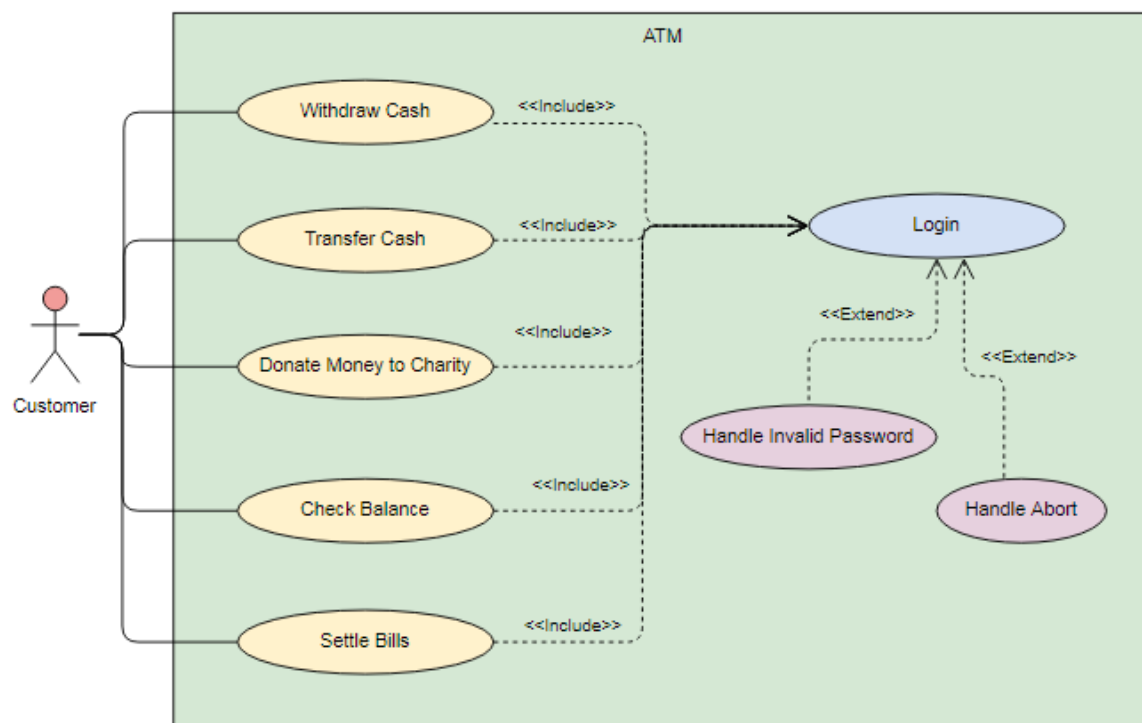 ATM
Withdraw Cash
<<Include>>
Transfer Cash
<<Include>>
Login
<<Extend>>
<<Include>>
Donate Money to Charity
<<Extend>>
Customer
Handle Invalid Password
<<Include>>
Check Balance
Handle Abort
<<Include>>
Settle Bills